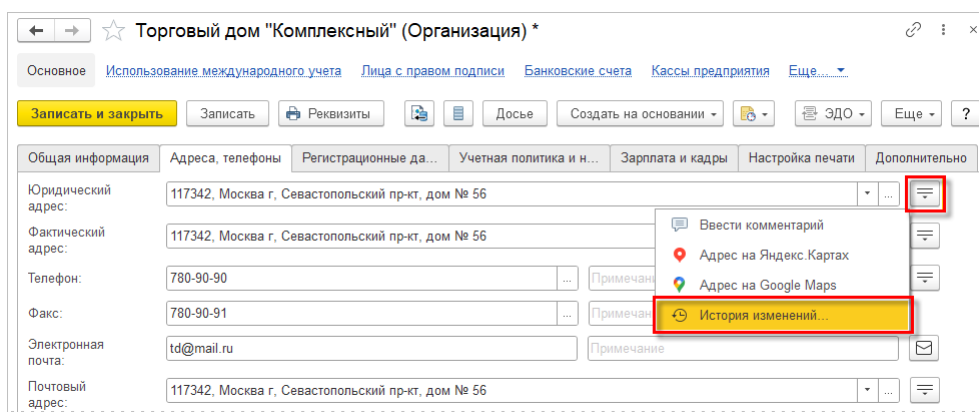 Торговый дом "Комплексный" (Организация) *
Основное Использование международного учета Лица с правом подписи Банковские счета Кассы предприятия Еще...
Записать и закрыть Записать Реквизиты Досье Создать на основании ЭДО Еще ?
Общая информация Адреса, телефоны Регистрационные да... Учетная политика и н... Зарплата и кадры Настройка печати Дополнительно
Юридический адрес: 117342, Москва г, Севастопольский пр-кт, дом № 56 ...
Ввести комментарий
Фактический адрес: 117342, Москва г, Севастопольский пр-кт, дом № 56
Адрес на Яндекс.Картах
Телефон: 780-90-90 ...
Адрес на Google Maps
Факс: 780-90-91 ...
История изменений...
Электронная почта: td@mail.ru Примечание
Почтовый адрес: 117342, Москва г, Севастопольский пр-кт, дом № 56 ...